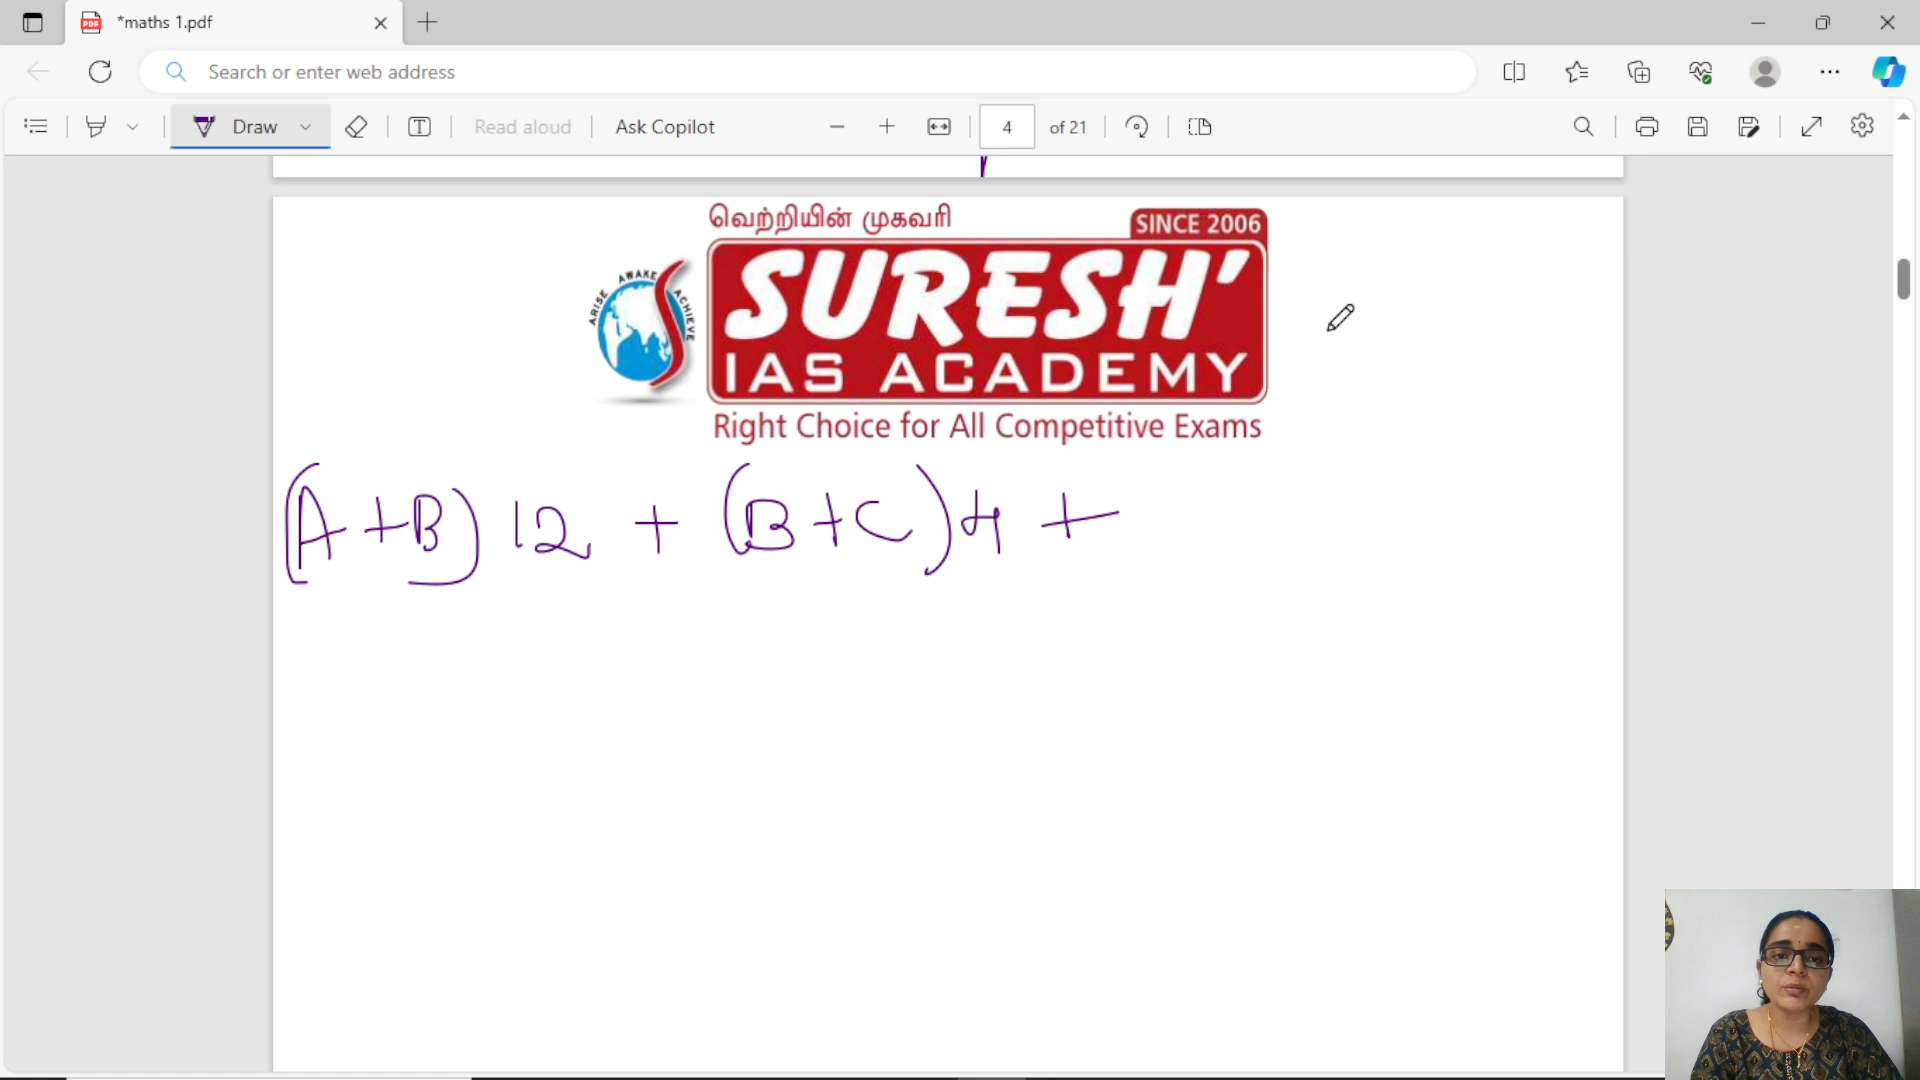 *maths 1.pdf
Search or enter web address
Draw
Read aloud
Ask Copilot
4 of 21
வெற்றியின் முகவரி
SINCE 2006
ARISE AWAKE ACHIEVE
SURESH'
IAS ACADEMY
Right Choice for All Competitive Exams
(A+B) 12 + (B+C) 4 +